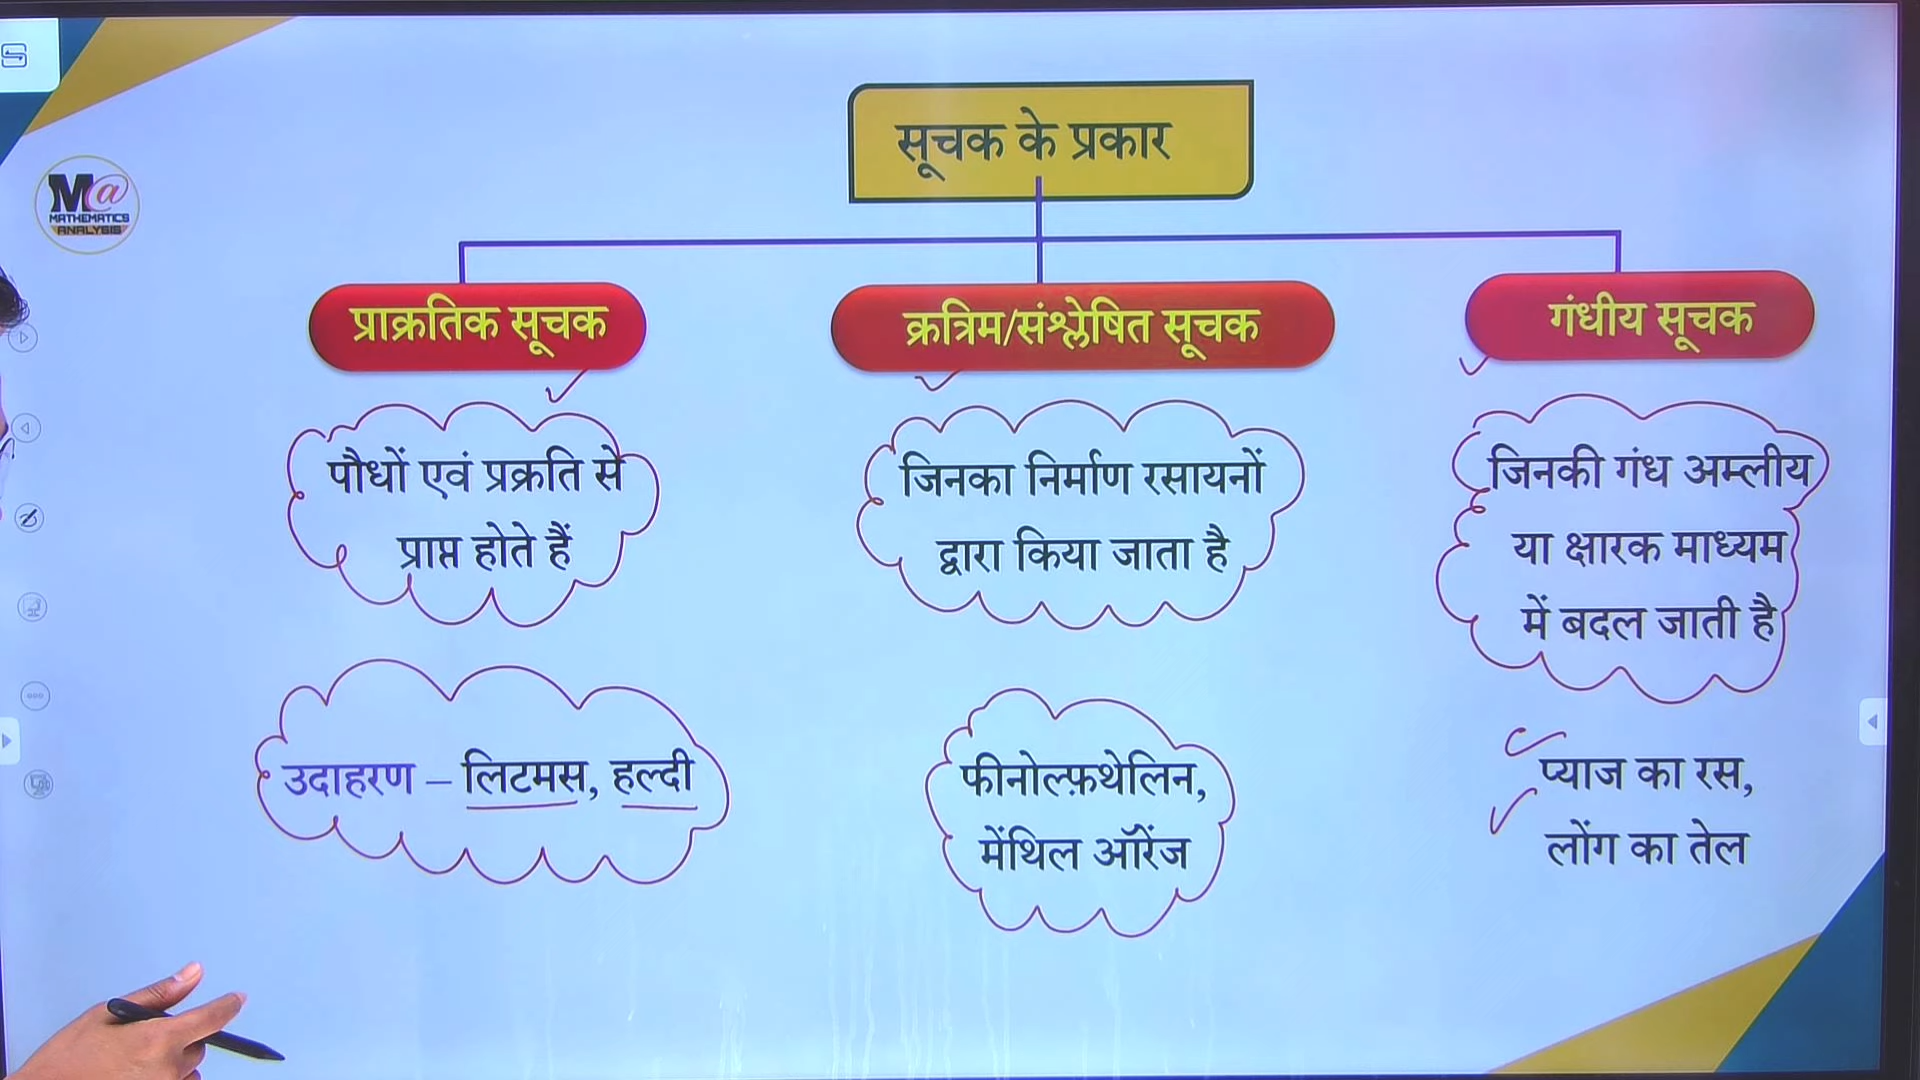 सूचक के प्रकार
M@
MATHEMATICS
ANALYSIS
प्राक्रतिक सूचक
क्रत्रिम/संश्लेषित सूचक
गंधीय सूचक
पौधों एवं प्रक्रति से
प्राप्त होते हैं
जिनका निर्माण रसायनों
द्वारा किया जाता है
जिनकी गंध अम्लीय
या क्षारक माध्यम
में बदल जाती है
उदाहरण – लिटमस, हल्दी
फीनोल्फ़थेलिन,
मेंथिल ऑरेंज
प्याज का रस,
लोंग का तेल